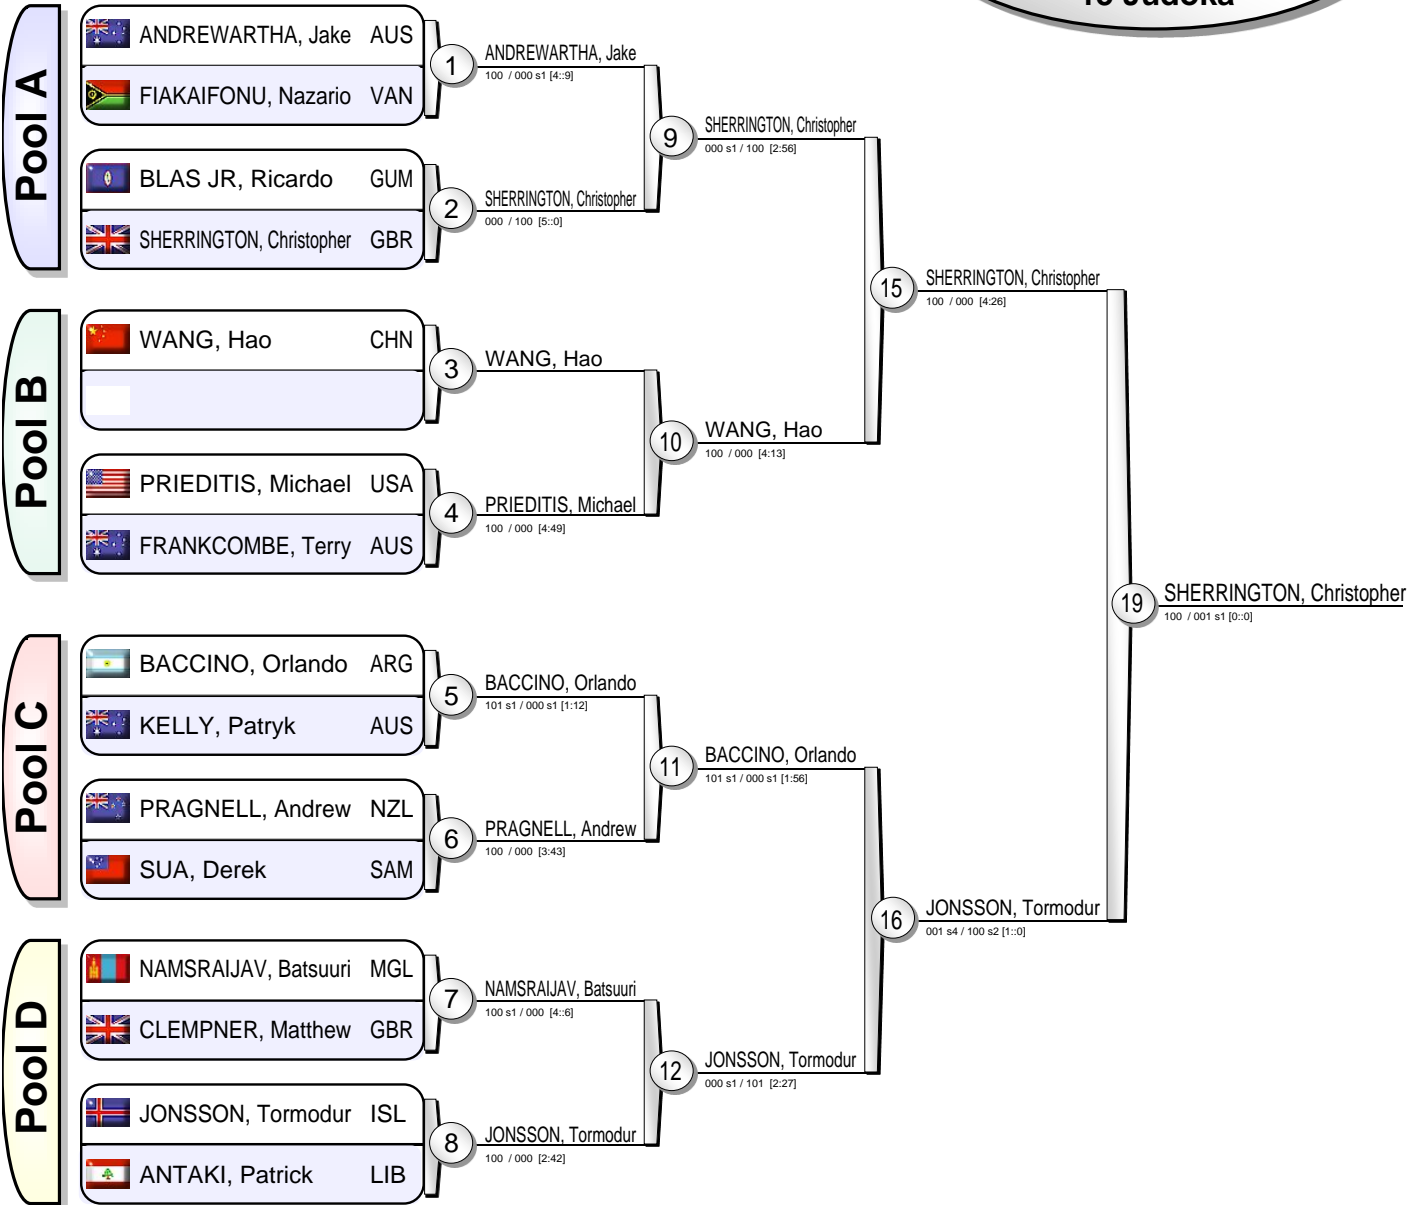 Pool A
ANDREWARTHA, Jake AUS
FIAKAIFONU, Nazario VAN
BLAS JR, Ricardo GUM
SHERRINGTON, Christopher GBR
1
ANDREWARTHA, Jake
100 / 000 s1 [4::9]
2
SHERRINGTON, Christopher
000 / 100 [5::0]
9
SHERRINGTON, Christopher
000 s1 / 100 [2:56]
Pool B
WANG, Hao CHN
PRIEDITIS, Michael USA
FRANKCOMBE, Terry AUS
3
WANG, Hao
4
PRIEDITIS, Michael
100 / 000 [4:49]
10
WANG, Hao
100 / 000 [4:13]
15
SHERRINGTON, Christopher
100 / 000 [4:26]
Pool C
BACCINO, Orlando ARG
KELLY, Patryk AUS
PRAGNELL, Andrew NZL
SUA, Derek SAM
5
BACCINO, Orlando
101 s1 / 000 s1 [1:12]
6
PRAGNELL, Andrew
100 / 000 [3:43]
11
BACCINO, Orlando
101 s1 / 000 s1 [1:56]
Pool D
NAMSRAIJAV, Batsuuri MGL
CLEMPNER, Matthew GBR
JONSSON, Tormodur ISL
ANTAKI, Patrick LIB
7
NAMSRAIJAV, Batsuuri
100 s1 / 000 [4::6]
8
JONSSON, Tormodur
100 / 000 [2:42]
12
JONSSON, Tormodur
000 s1 / 101 [2:27]
16
JONSSON, Tormodur
001 s4 / 100 s2 [1::0]
19
SHERRINGTON, Christopher
100 / 001 s1 [0::0]